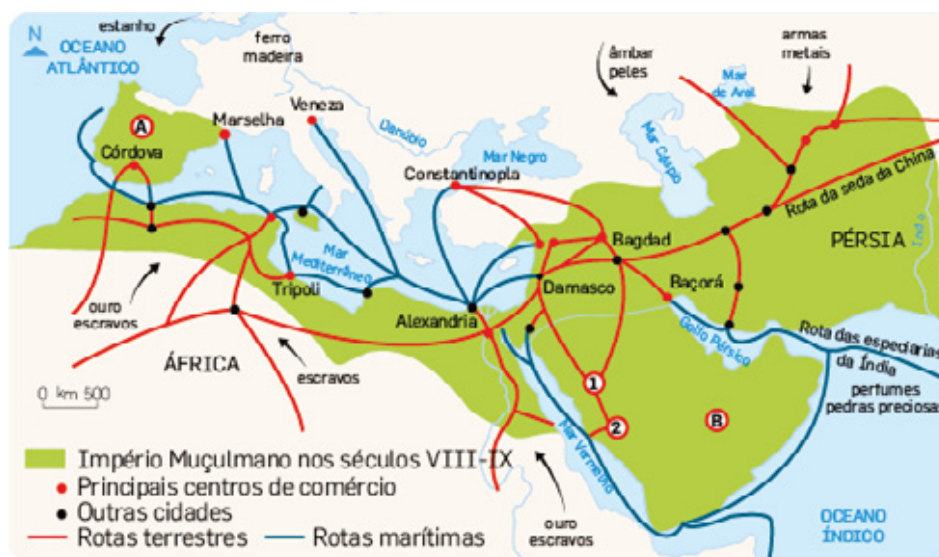 estanho
N
OCEANO
ATLÂNTICO
ferro
madeira
âmbar
peles
armas
metais
Mar
de Aral
A
Marselha
Veneza
Danúbio
Mar Negro
Mar Cáspio
Córdova
Constantinopla
Rota da seda da China
Indo
PÉRSIA
Bagdad
Mar
Mediterrâneo
Tripoli
Damasco
Baçorá
ouro
escravos
Alexandria
Golfo Pérsico
Rota das especiarias
da Índia
ÁFRICA
escravos
perfumes
pedras preciosas
0 km 500
1
2
B
Mar Vermelho
Império Muçulmano nos séculos VIII-IX
Principais centros de comércio
Outras cidades
ouro
escravos
OCEANO
ÍNDICO
Rotas terrestres
Rotas marítimas